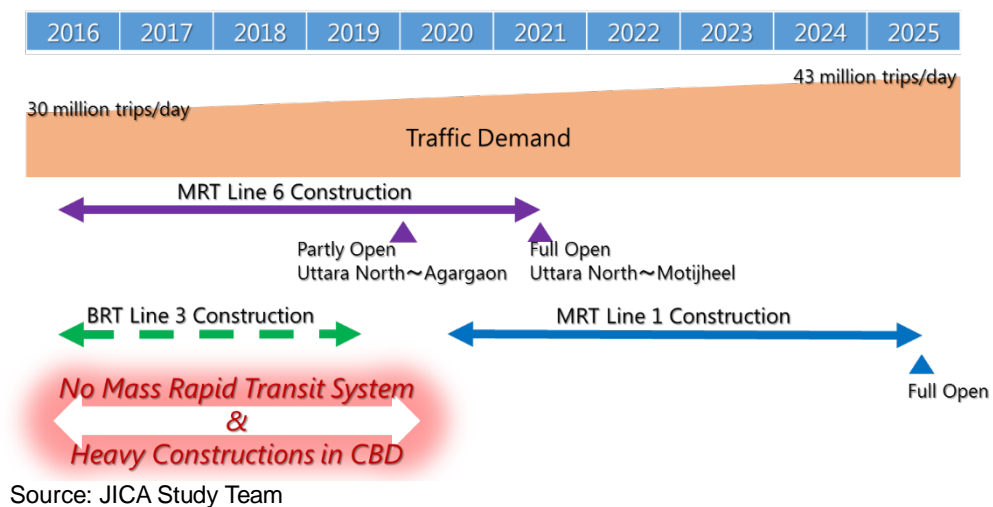 2016 2017 2018 2019 2020 2021 2022 2023 2024 2025
43 million trips/day
30 million trips/day
Traffic Demand
MRT Line 6 Construction
Partly Open
Uttara North～Agargaon
Full Open
Uttara North～Motijheel
BRT Line 3 Construction
MRT Line 1 Construction
Full Open
No Mass Rapid Transit System
&
Heavy Constructions in CBD
Source: JICA Study Team